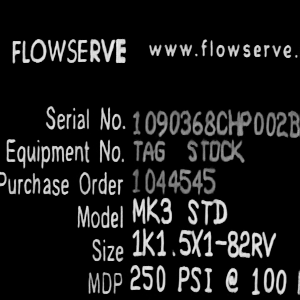 FLOWSERVE www.flowserve.
Serial No. 1090368CHP002B
Equipment No. TAG STOCK
Purchase Order 1044545
Model MK3 STD
Size 1K1.5X1-82RV
MDP 250 PSI @ 100